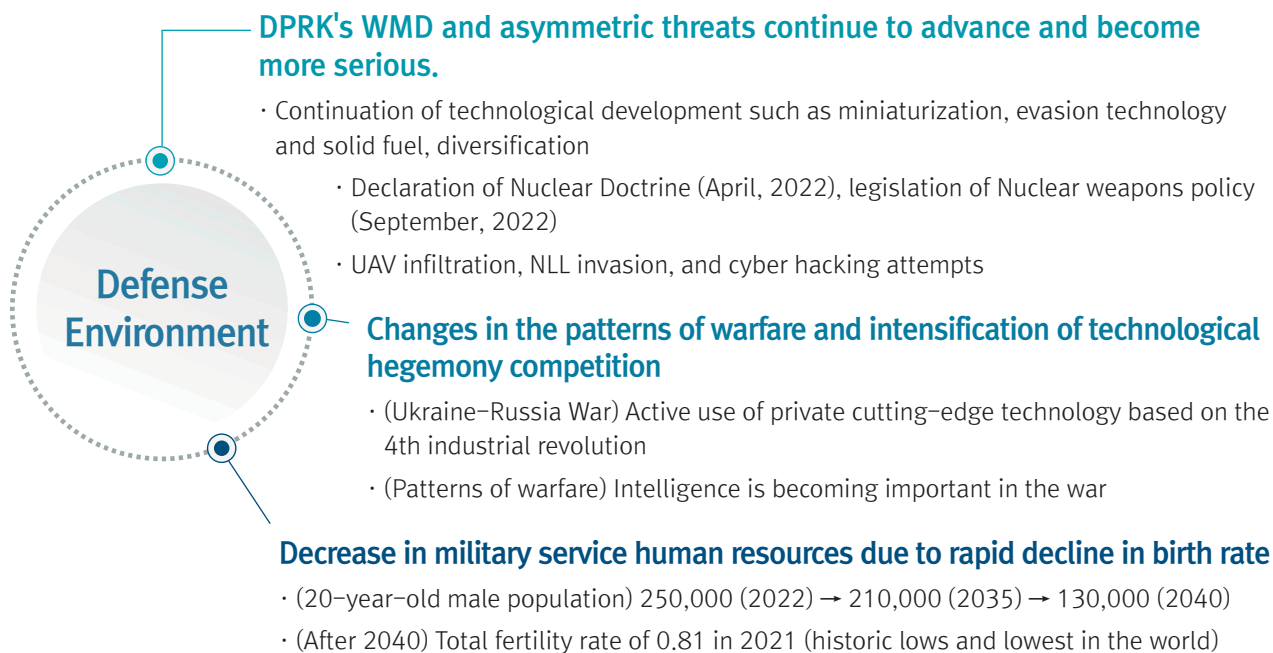 DPRK's WMD and asymmetric threats continue to advance and become
more serious.
· Continuation of technological development such as miniaturization, evasion technology
and solid fuel, diversification
· Declaration of Nuclear Doctrine (April, 2022), legislation of Nuclear weapons policy
(September, 2022)
· UAV infiltration, NLL invasion, and cyber hacking attempts
Defense
Environment
Changes in the patterns of warfare and intensification of technological
hegemony competition
· (Ukraine–Russia War) Active use of private cutting–edge technology based on the
4th industrial revolution
· (Patterns of warfare) Intelligence is becoming important in the war
Decrease in military service human resources due to rapid decline in birth rate
· (20–year–old male population) 250,000 (2022) → 210,000 (2035) → 130,000 (2040)
· (After 2040) Total fertility rate of 0.81 in 2021 (historic lows and lowest in the world)